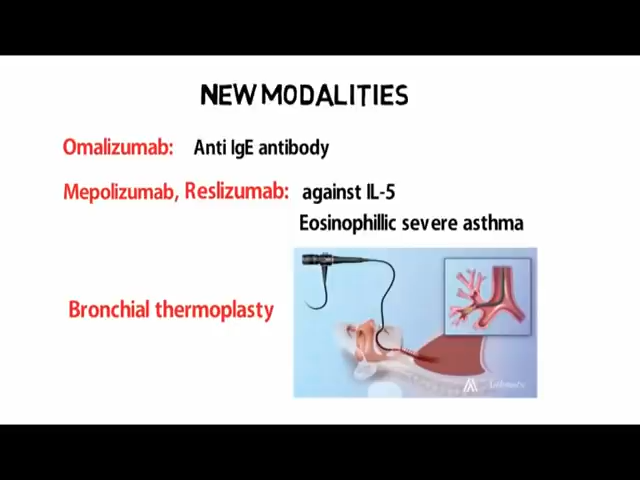 NEW MODALITIES
Omalizumab: Anti IgE antibody
Mepolizumab, Reslizumab: against IL-5
Eosinophillic severe asthma
Bronchial thermoplasty